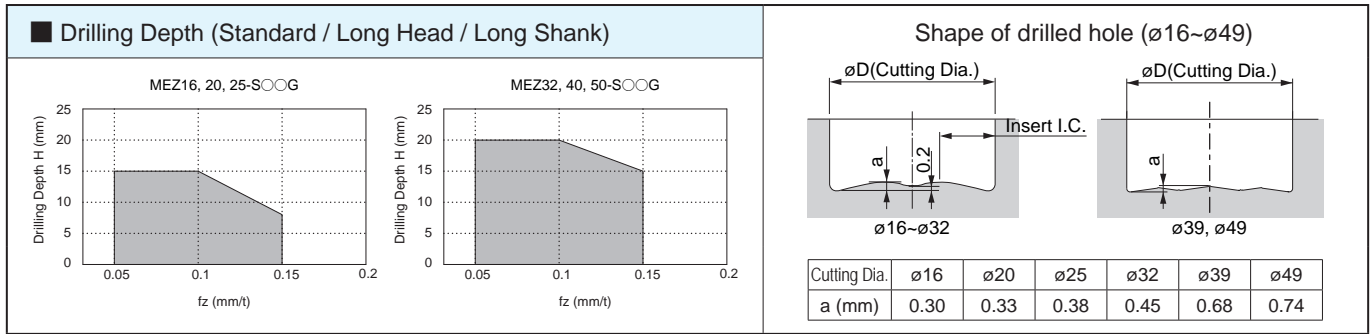 ■ Drilling Depth (Standard / Long Head / Long Shank)
MEZ16, 20, 25-S○○G
Drilling Depth H (mm)
25
20
15
10
5
0
0.05 0.1 0.15 0.2
fz (mm/t)
MEZ32, 40, 50-S○○G
Drilling Depth H (mm)
25
20
15
10
5
0
0.05 0.1 0.15 0.2
fz (mm/t)
Shape of drilled hole (ø16~ø49)
øD(Cutting Dia.)
Insert I.C.
a
0.2
ø16~ø32
øD(Cutting Dia.)
a
ø39, ø49
Cutting Dia. ø16 ø20 ø25 ø32 ø39 ø49
a (mm) 0.30 0.33 0.38 0.45 0.68 0.74